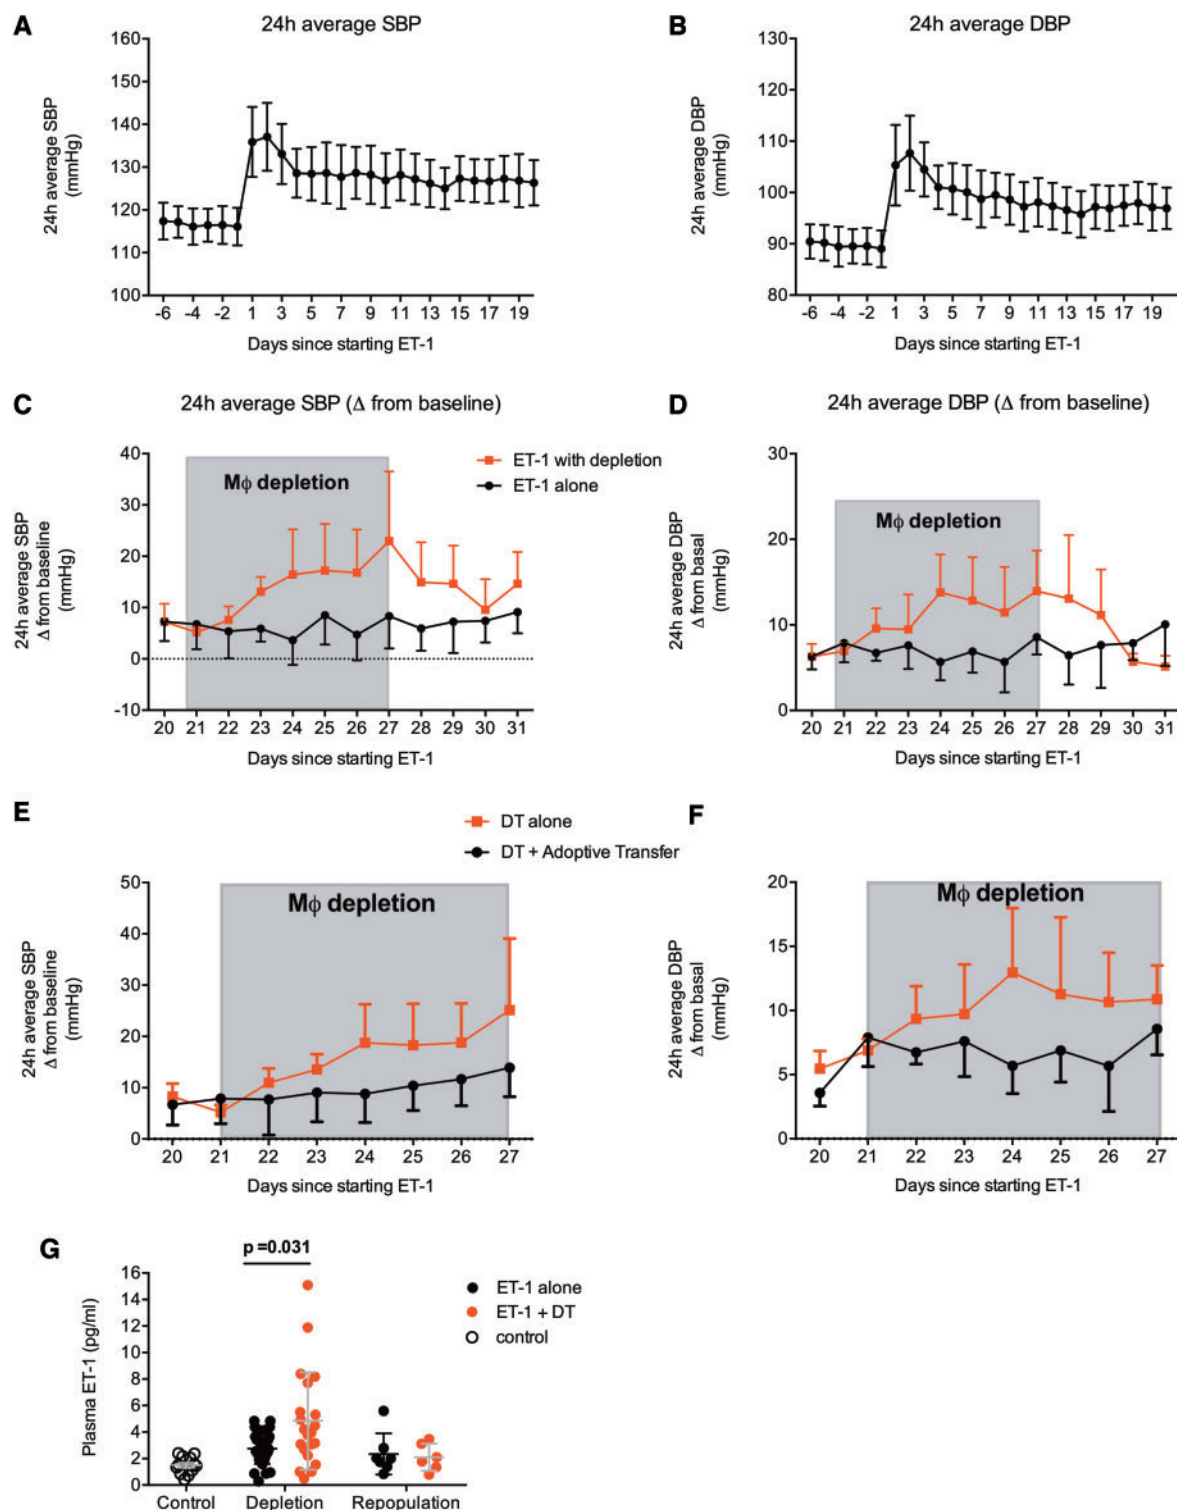 A
24h average SBP
160
150
140
130
120
110
100
24h average SBP
(mmHg)
-6 -4 -2 1 3 5 7 9 11 13 15 17 19
Days since starting ET-1
B
24h average DBP
130
120
110
100
90
80
24h average DBP
(mmHg)
-6 -4 -2 1 3 5 7 9 11 13 15 17 19
Days since starting ET-1
C
24h average SBP (Δ from baseline)
40
30
20
10
0
-10
24h average SBP
Δ from baseline
(mmHg)
Mϕ depletion
ET-1 with depletion
ET-1 alone
20 21 22 23 24 25 26 27 28 29 30 31
Days since starting ET-1
D
24h average DBP (Δ from baseline)
30
20
10
0
24h average DBP
Δ from basal
(mmHg)
Mϕ depletion
20 21 22 23 24 25 26 27 28 29 30 31
Days since starting ET-1
E
DT alone
DT + Adoptive Transfer
50
40
30
20
10
0
24h average SBP
Δ from baseline
(mmHg)
Mϕ depletion
20 21 22 23 24 25 26 27
Days since starting ET-1
F
20
15
10
5
0
24h average DBP
Δ from basal
(mmHg)
Mϕ depletion
20 21 22 23 24 25 26 27
Days since starting ET-1
G
p =0.031
16
14
12
10
8
6
4
2
0
Plasma ET-1 (pg/ml)
ET-1 alone
ET-1 + DT
control
Control Depletion Repopulation